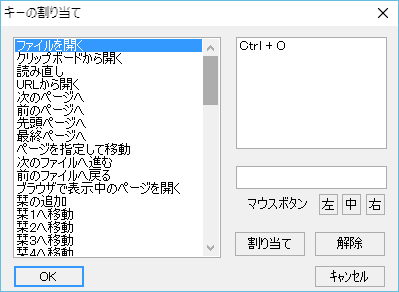 キーの割り当て
ファイルを開く
クリップボードから開く
読み直し
URLから開く
次のページへ
前のページへ
先頭ページへ
最終ページへ
ページを指定して移動
次のファイルへ進む
前のファイルへ戻る
ブラウザで表示中のページを開く
栞の追加
栞1へ移動
栞2へ移動
栞3へ移動
栞4へ移動
Ctrl + O
マウスボタン 左 中 右
割り当て 解除
OK キャンセル